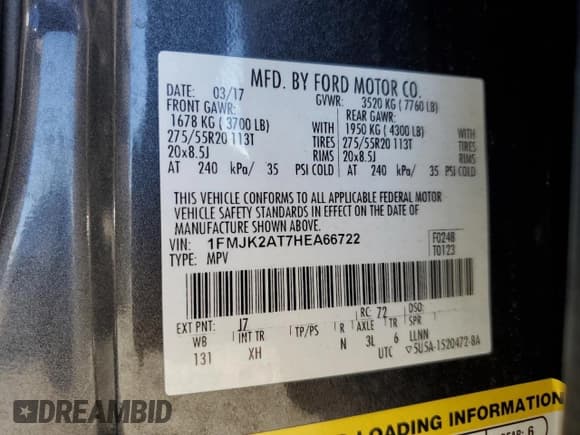 MFD. BY FORD MOTOR CO.
DATE: 03/17 GVWR: 3520 KG ( 7760 LB)
FRONT GAWR: REAR GAWR:
1678 KG ( 3700 LB) WITH 1950 KG ( 4300 LB) WITH
275/55R20 113T TIRES 275/55R20 113T TIRES
20x8.5J RIMS 20x8.5J RIMS
AT 240 kPa/ 35 PSI COLD AT 240 kPa/ 35 PSI COLD
THIS VEHICLE CONFORMS TO ALL APPLICABLE FEDERAL MOTOR
VEHICLE SAFETY STANDARDS IN EFFECT ON THE DATE OF
MANUFACTURE SHOWN ABOVE.
VIN: 1FMJK2AT7HEA66722
TYPE: MPV
F0248
T0123
EXT PNT: J7 RC: 72 DSO:
WB INT TR TP/PS R AXLE TR SPR
131 XH N 3L 6 LLNN
UTC 5U5A-1520472-BA
LOADING INFORMATION
REAR: 6
DREAMBID